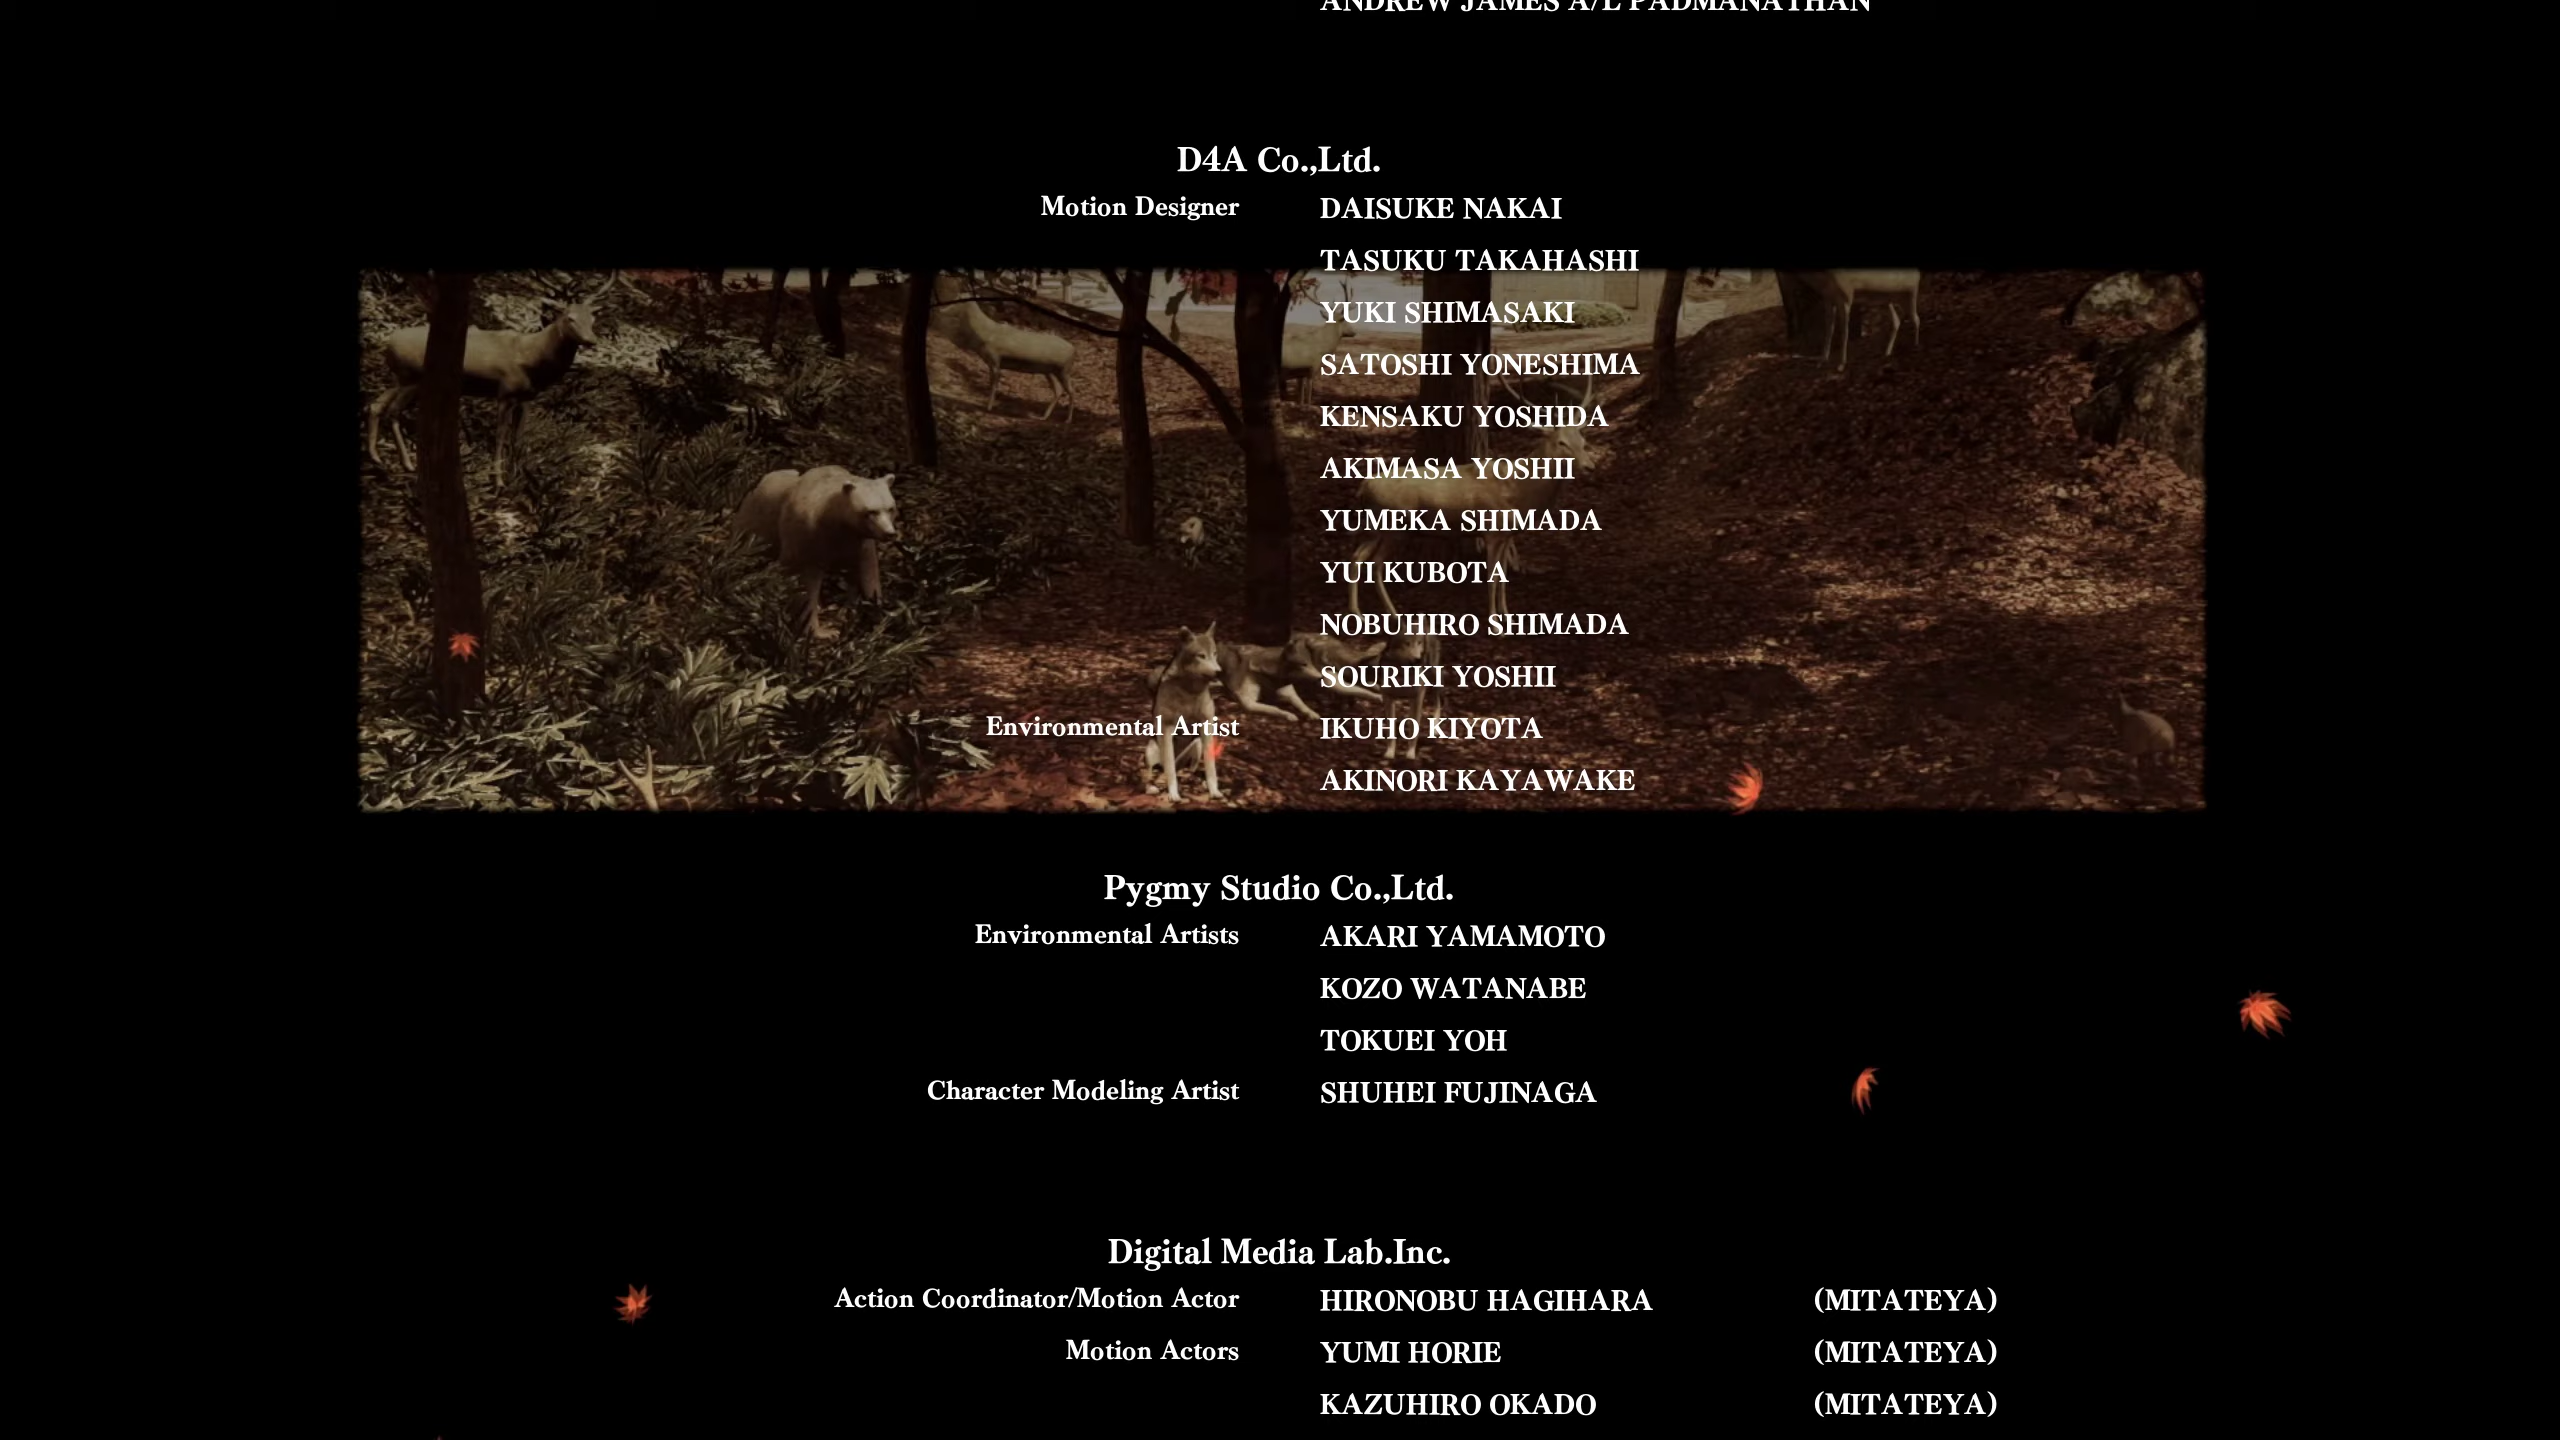 ANDREW JAMES A/L PADMANATHAN
D4A Co.,Ltd.
Motion Designer DAISUKE NAKAI
TASUKU TAKAHASHI
YUKI SHIMASAKI
SATOSHI YONESHIMA
KENSAKU YOSHIDA
AKIMASA YOSHII
YUMEKA SHIMADA
YUI KUBOTA
NOBUHIRO SHIMADA
SOURIKI YOSHII
Environmental Artist IKUHO KIYOTA
AKINORI KAYAWAKE
Pygmy Studio Co.,Ltd.
Environmental Artists AKARI YAMAMOTO
KOZO WATANABE
TOKUEI YOH
Character Modeling Artist SHUHEI FUJINAGA
Digital Media Lab.Inc.
Action Coordinator/Motion Actor HIRONOBU HAGIHARA (MITATEYA)
Motion Actors YUMI HORIE (MITATEYA)
KAZUHIRO OKADO (MITATEYA)